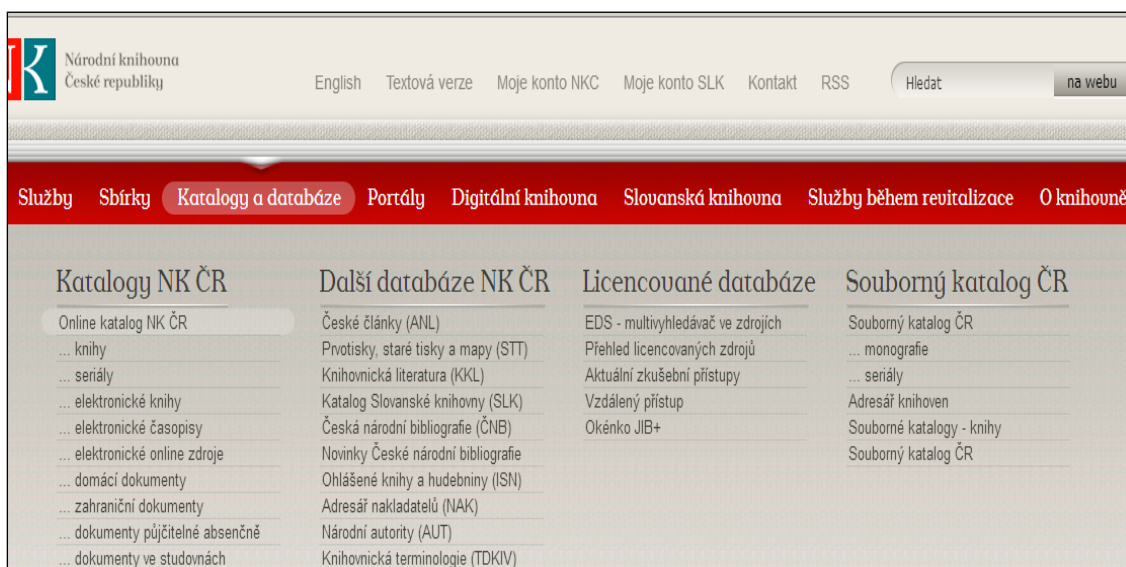 NK
Národní knihovna
České republiky
English Textová verze Moje konto NKC Moje konto SLK Kontakt RSS Hledat na webu
Služby Sbírky Katalogy a databáze Portály Digitální knihovna Slovanská knihovna Služby během revitalizace O knihovně
Katalogy NK ČR
Online katalog NK ČR
... knihy
... seriály
... elektronické knihy
... elektronické časopisy
... elektronické online zdroje
... domácí dokumenty
... zahraniční dokumenty
... dokumenty půjčitelné absenčně
... dokumenty ve studovnách
Další databáze NK ČR
České články (ANL)
Prvotisky, staré tisky a mapy (STT)
Knihovnická literatura (KKL)
Katalog Slovanské knihovny (SLK)
Česká národní bibliografie (ČNB)
Novinky České národní bibliografie
Ohlášené knihy a hudebniny (ISN)
Adresář nakladatelů (NAK)
Národní autority (AUT)
Knihovnická terminologie (TDKIV)
Licencované databáze
EDS - multivyhledávač ve zdrojích
Přehled licencovaných zdrojů
Aktuální zkušební přístupy
Vzdálený přístup
Okénko JIB+
Souborný katalog ČR
Souborný katalog ČR
... monografie
... seriály
Adresář knihoven
Souborné katalogy - knihy
Souborný katalog ČR